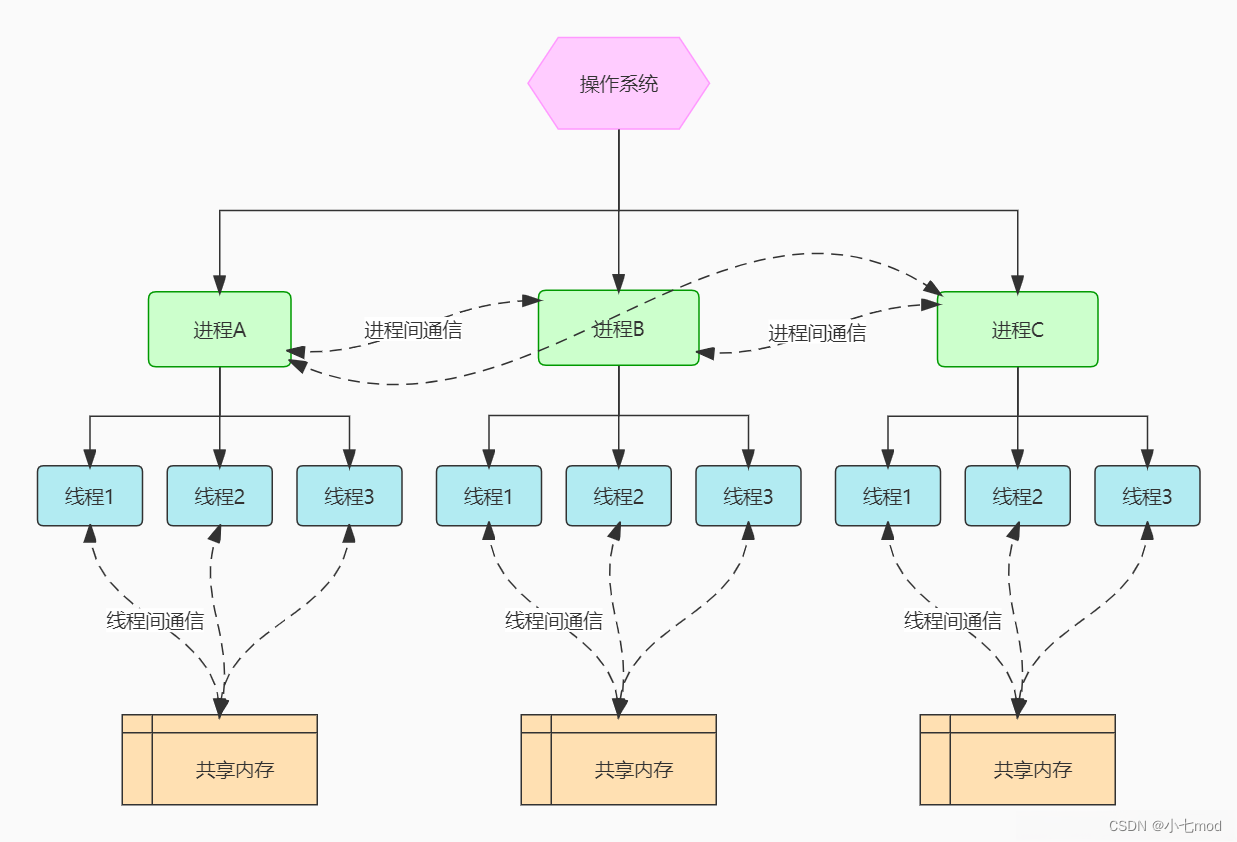 操作系统
进程A
进程间通信
进程B
进程间通信
进程C
线程1
线程2
线程3
线程1
线程2
线程3
线程1
线程2
线程3
线程间通信
线程间通信
线程间通信
共享内存
共享内存
共享内存
CSDN @小七mod